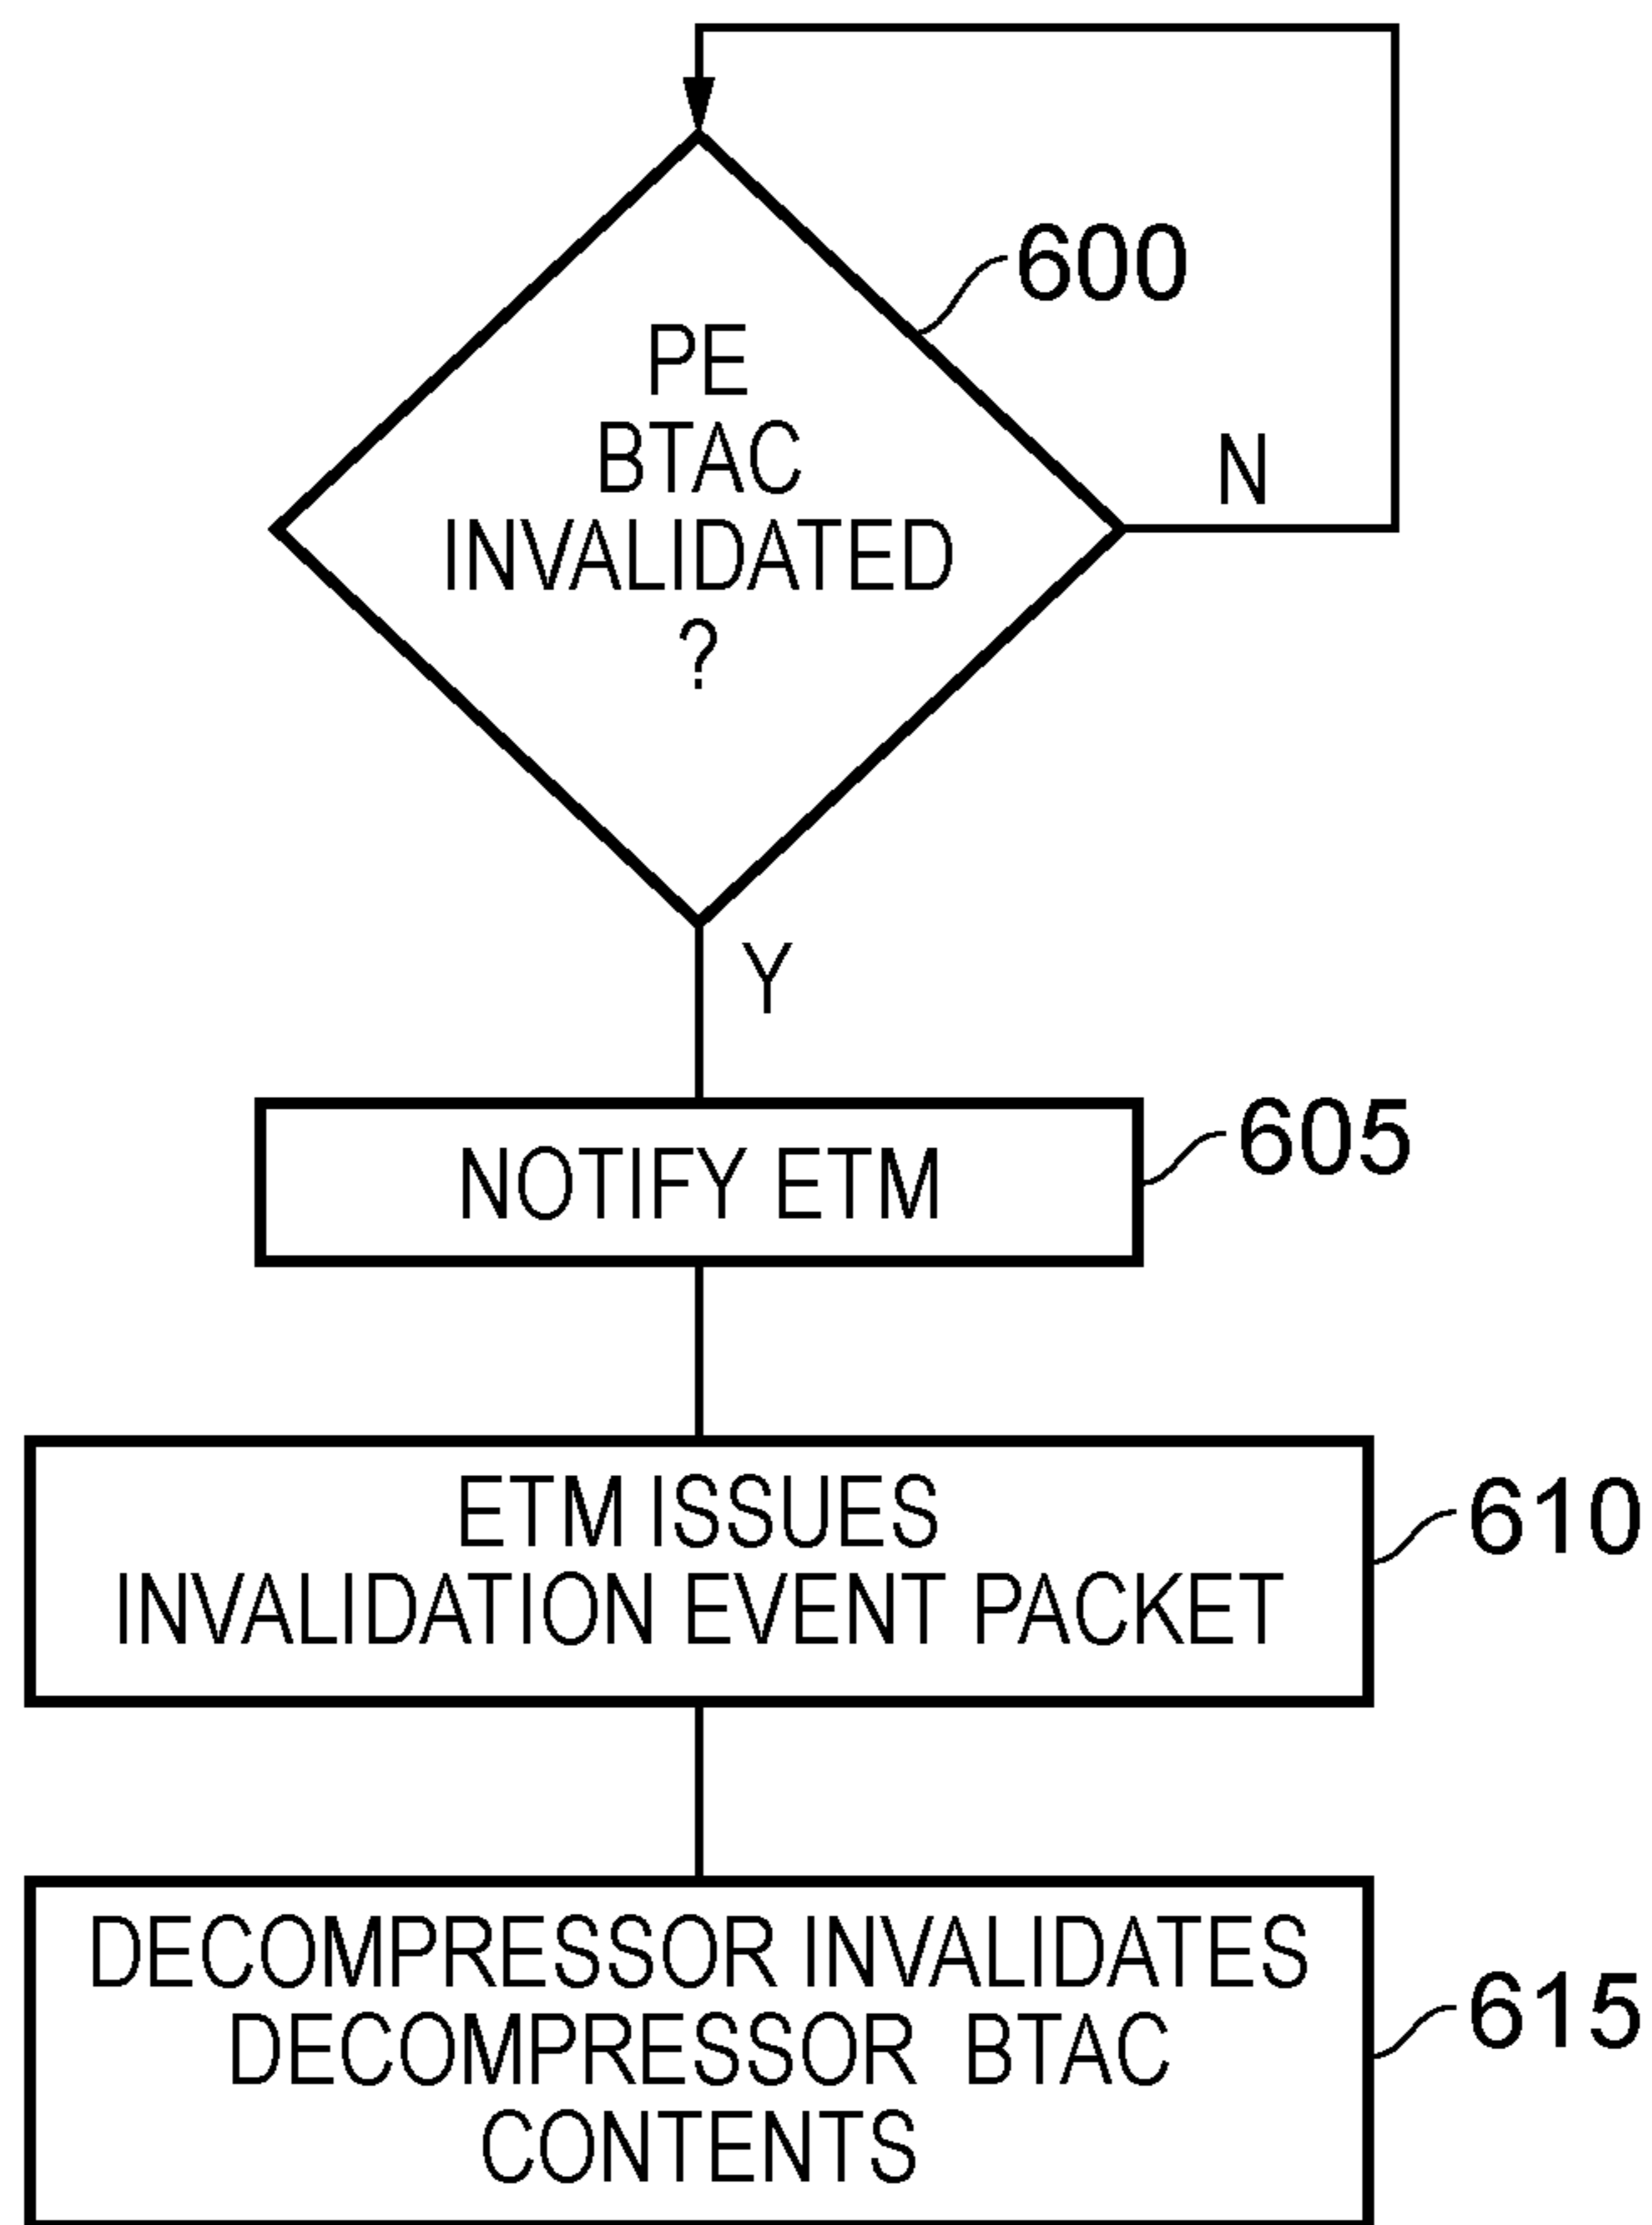 600
PE
BTAC
INVALIDATED
?
N
Y
NOTIFY ETM
605
ETM ISSUES
INVALIDATION EVENT PACKET
610
DECOMPRESSOR INVALIDATES
DECOMPRESSOR BTAC
CONTENTS
615